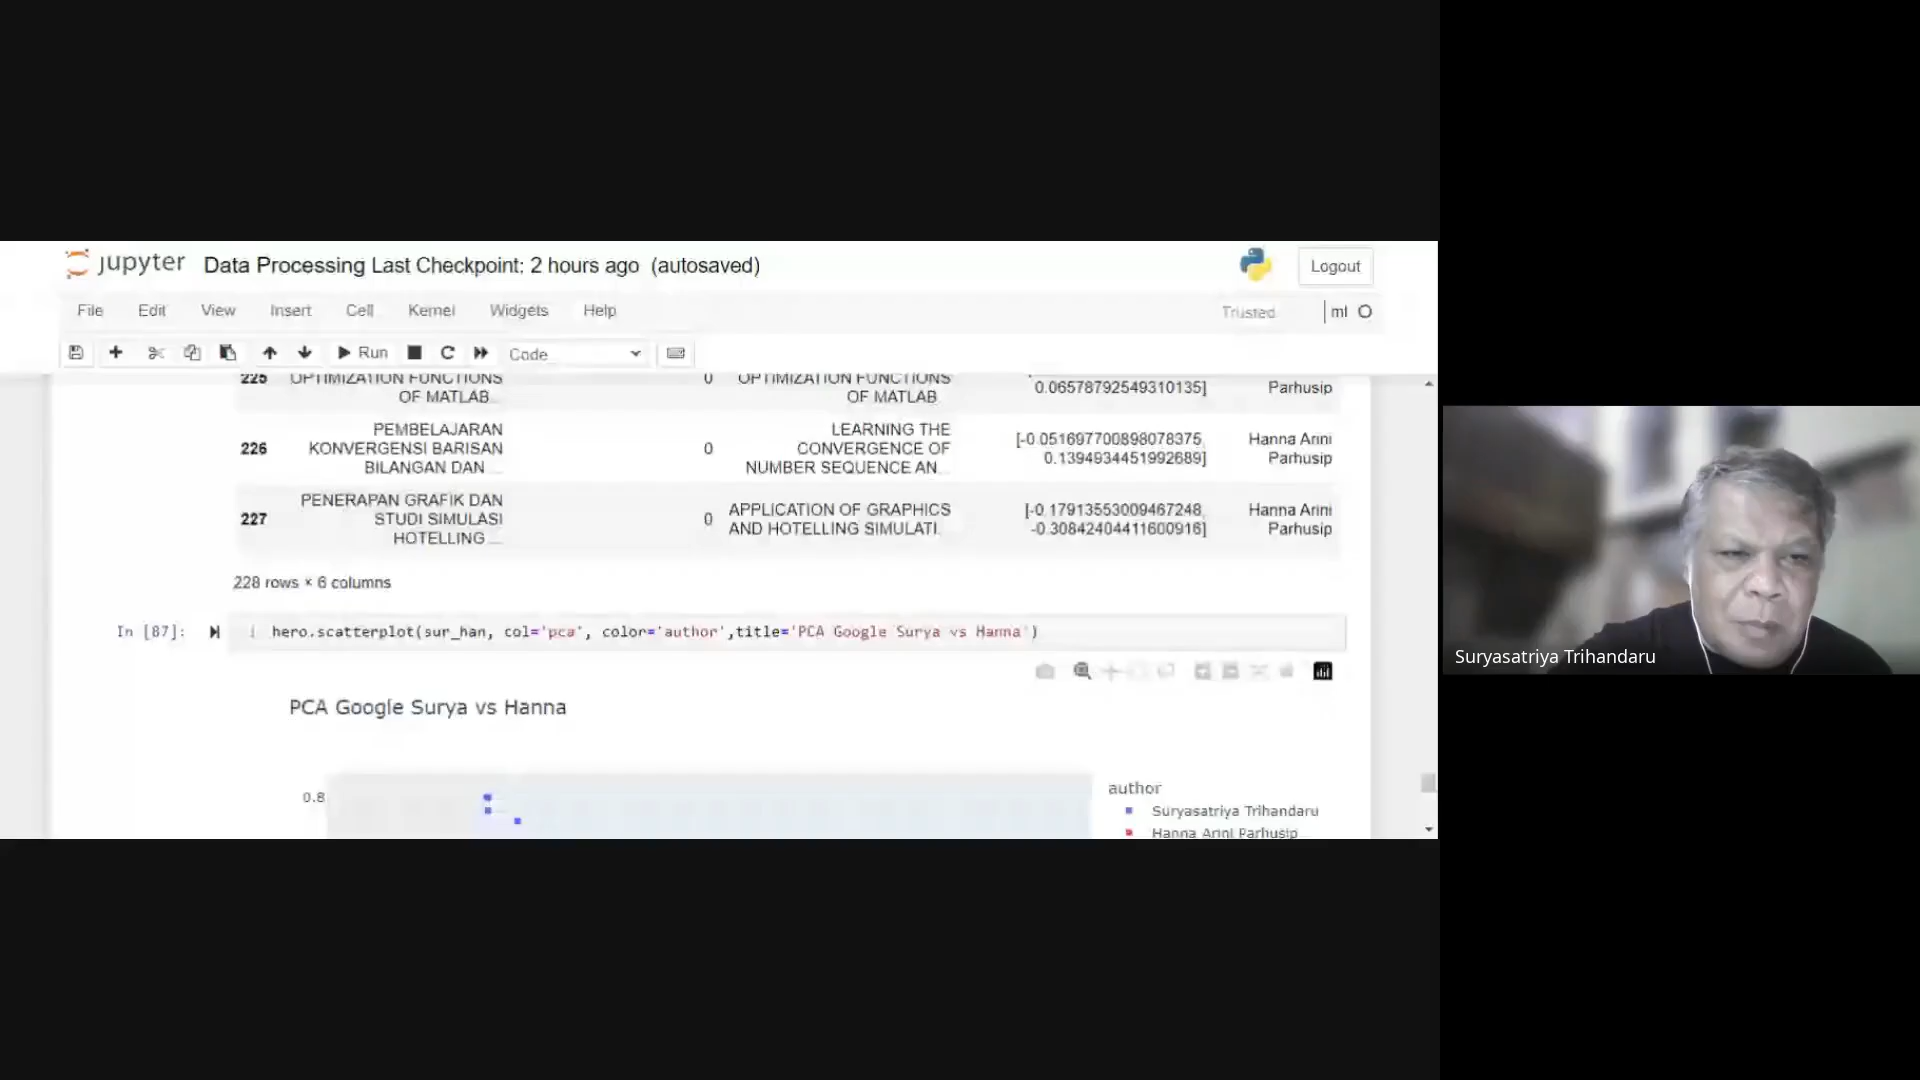 jupyter Data Processing Last Checkpoint: 2 hours ago (autosaved) Logout
File Edit View Insert Cell Kernel Widgets Help Trusted ml
Run Code
225 OPTIMIZATION FUNCTIONS 0 OPTIMIZATION FUNCTIONS
OF MATLAB... OF MATLAB... 0.06578792549310135] Parhusip
226 PEMBELAJARAN KONVERGENSI BARISAN BILANGAN DAN ... 0 LEARNING THE CONVERGENCE OF NUMBER SEQUENCE AN... [-0.051697700898078375, 0.1394934451992689] Hanna Arini Parhusip
227 PENERAPAN GRAFIK DAN STUDI SIMULASI HOTELLING ... 0 APPLICATION OF GRAPHICS AND HOTELLING SIMULATI... [-0.17913553009467248, -0.30842404411600916] Hanna Arini Parhusip
228 rows × 6 columns
In [87]: 1 hero.scatterplot(sur_han, col='pca', color='author',title='PCA Google Surya vs Hanna')
PCA Google Surya vs Hanna
0.8
author
Suryasatriya Trihandaru
Hanna Arini Parhusip
Suryasatriya Trihandaru